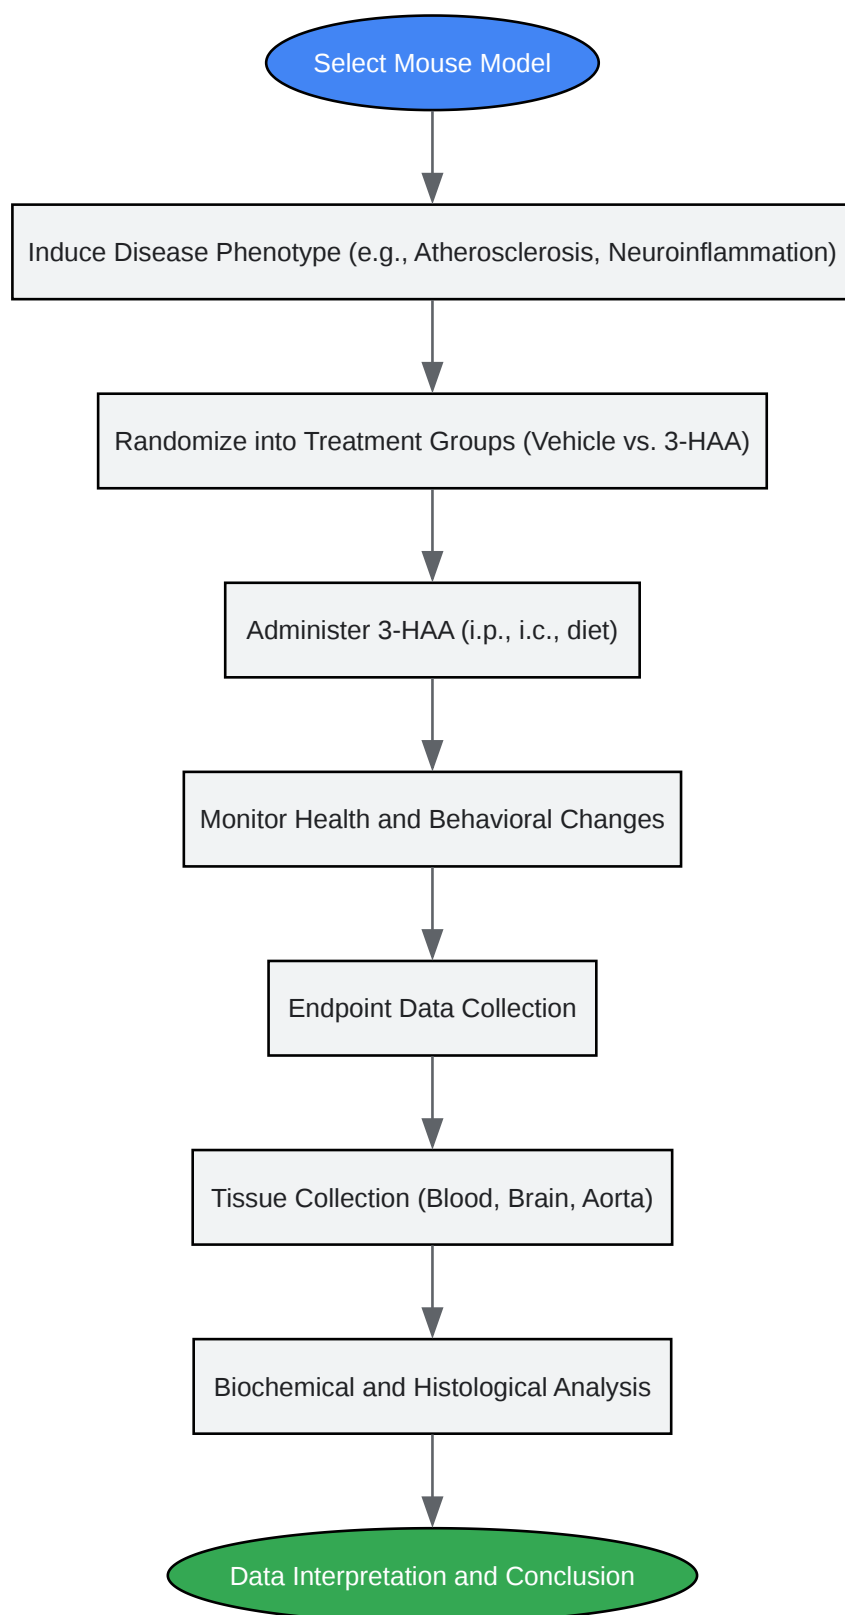 Select Mouse Model
Induce Disease Phenotype (e.g., Atherosclerosis, Neuroinflammation)
Randomize into Treatment Groups (Vehicle vs. 3-HAA)
Administer 3-HAA (i.p., i.c., diet)
Monitor Health and Behavioral Changes
Endpoint Data Collection
Tissue Collection (Blood, Brain, Aorta)
Biochemical and Histological Analysis
Data Interpretation and Conclusion